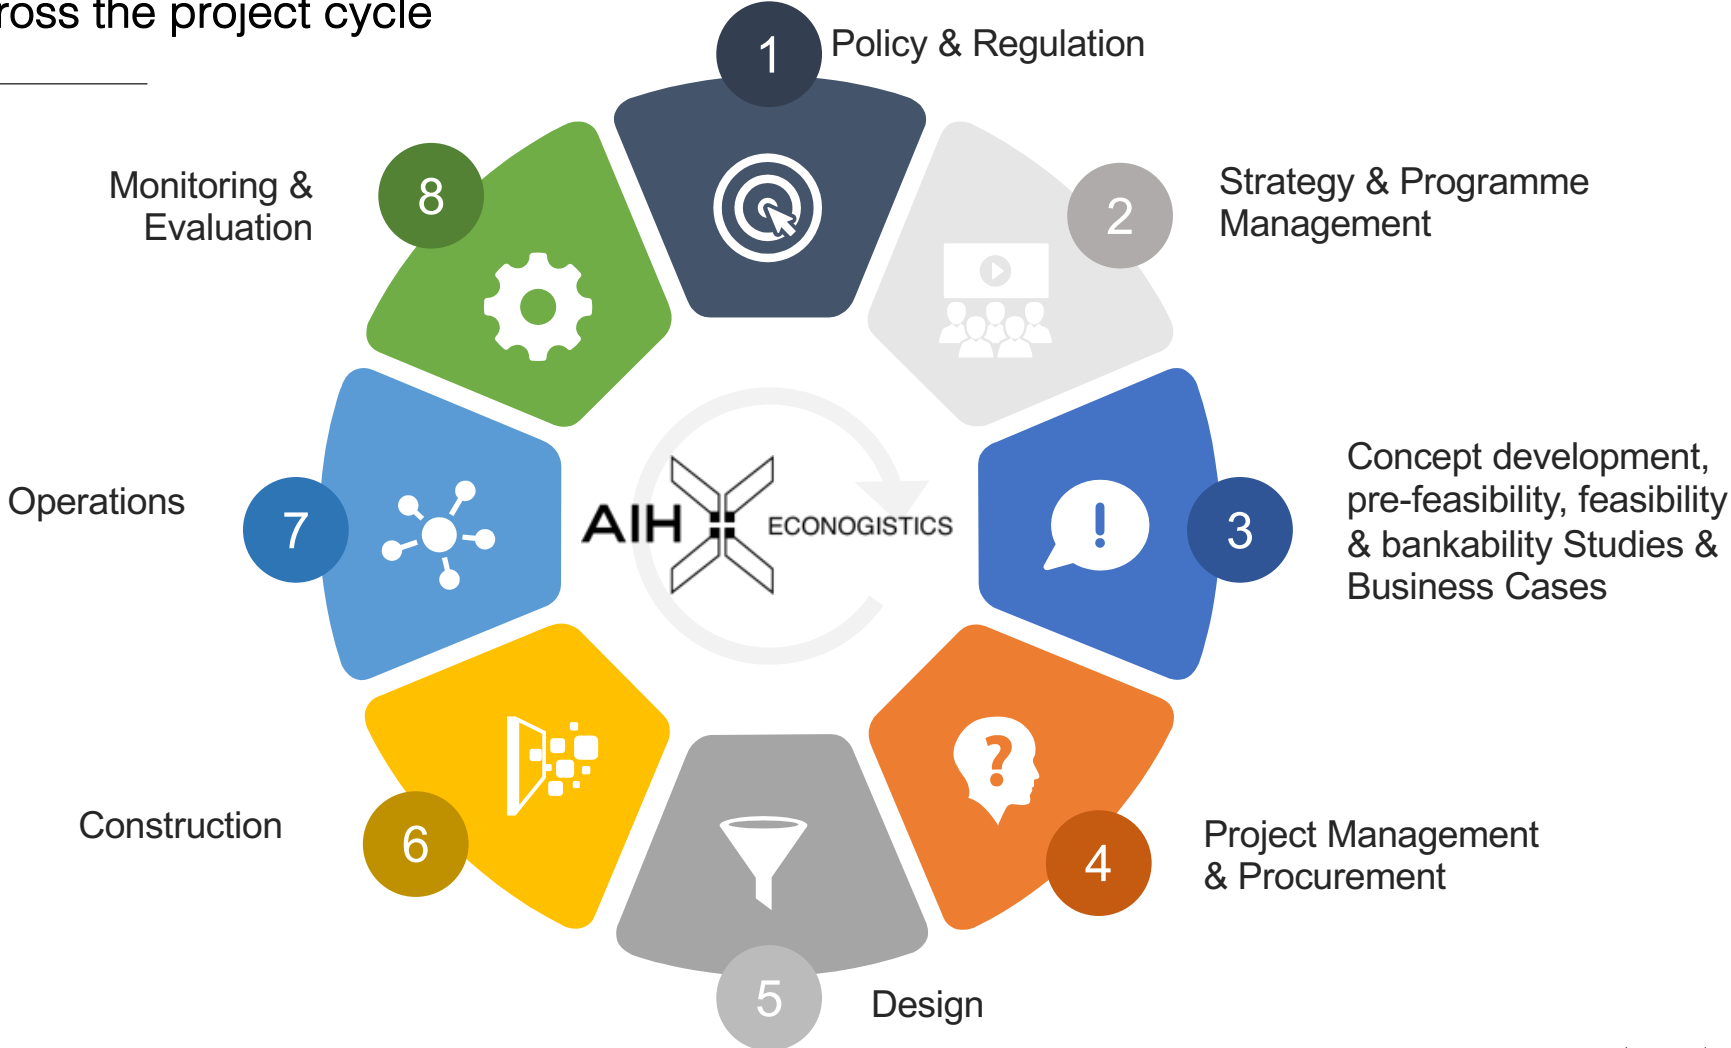 ross the project cycle
1
Policy & Regulation
2
Strategy & Programme
Management
3
Concept development,
pre-feasibility, feasibility
& bankability Studies &
Business Cases
4
Project Management
& Procurement
5
Design
6
Construction
7
Operations
8
Monitoring &
Evaluation
AIH ECONOGISTICS
!
?